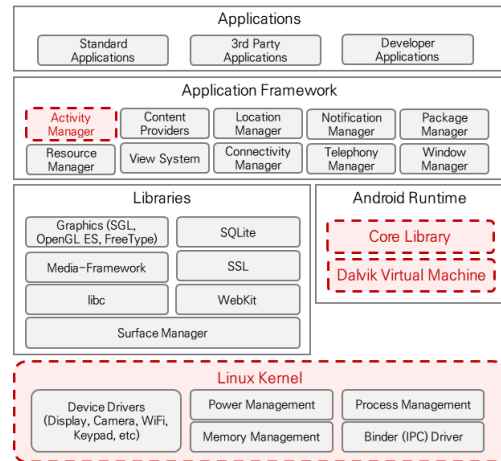 Applications
Standard
Applications
3rd Party
Applications
Developer
Applications
Application Framework
Activity
Manager
Content
Providers
Location
Manager
Notification
Manager
Package
Manager
Resource
Manager
View System
Connectivity
Manager
Telephony
Manager
Window
Manager
Libraries
Graphics (SGL,
OpenGL ES, FreeType)
SQLite
Media-Framework
SSL
libc
WebKit
Surface Manager
Android Runtime
Core Library
Dalvik Virtual Machine
Linux Kernel
Device Drivers
(Display, Camera, WiFi,
Keypad, etc)
Power Management
Process Management
Memory Management
Binder (IPC) Driver